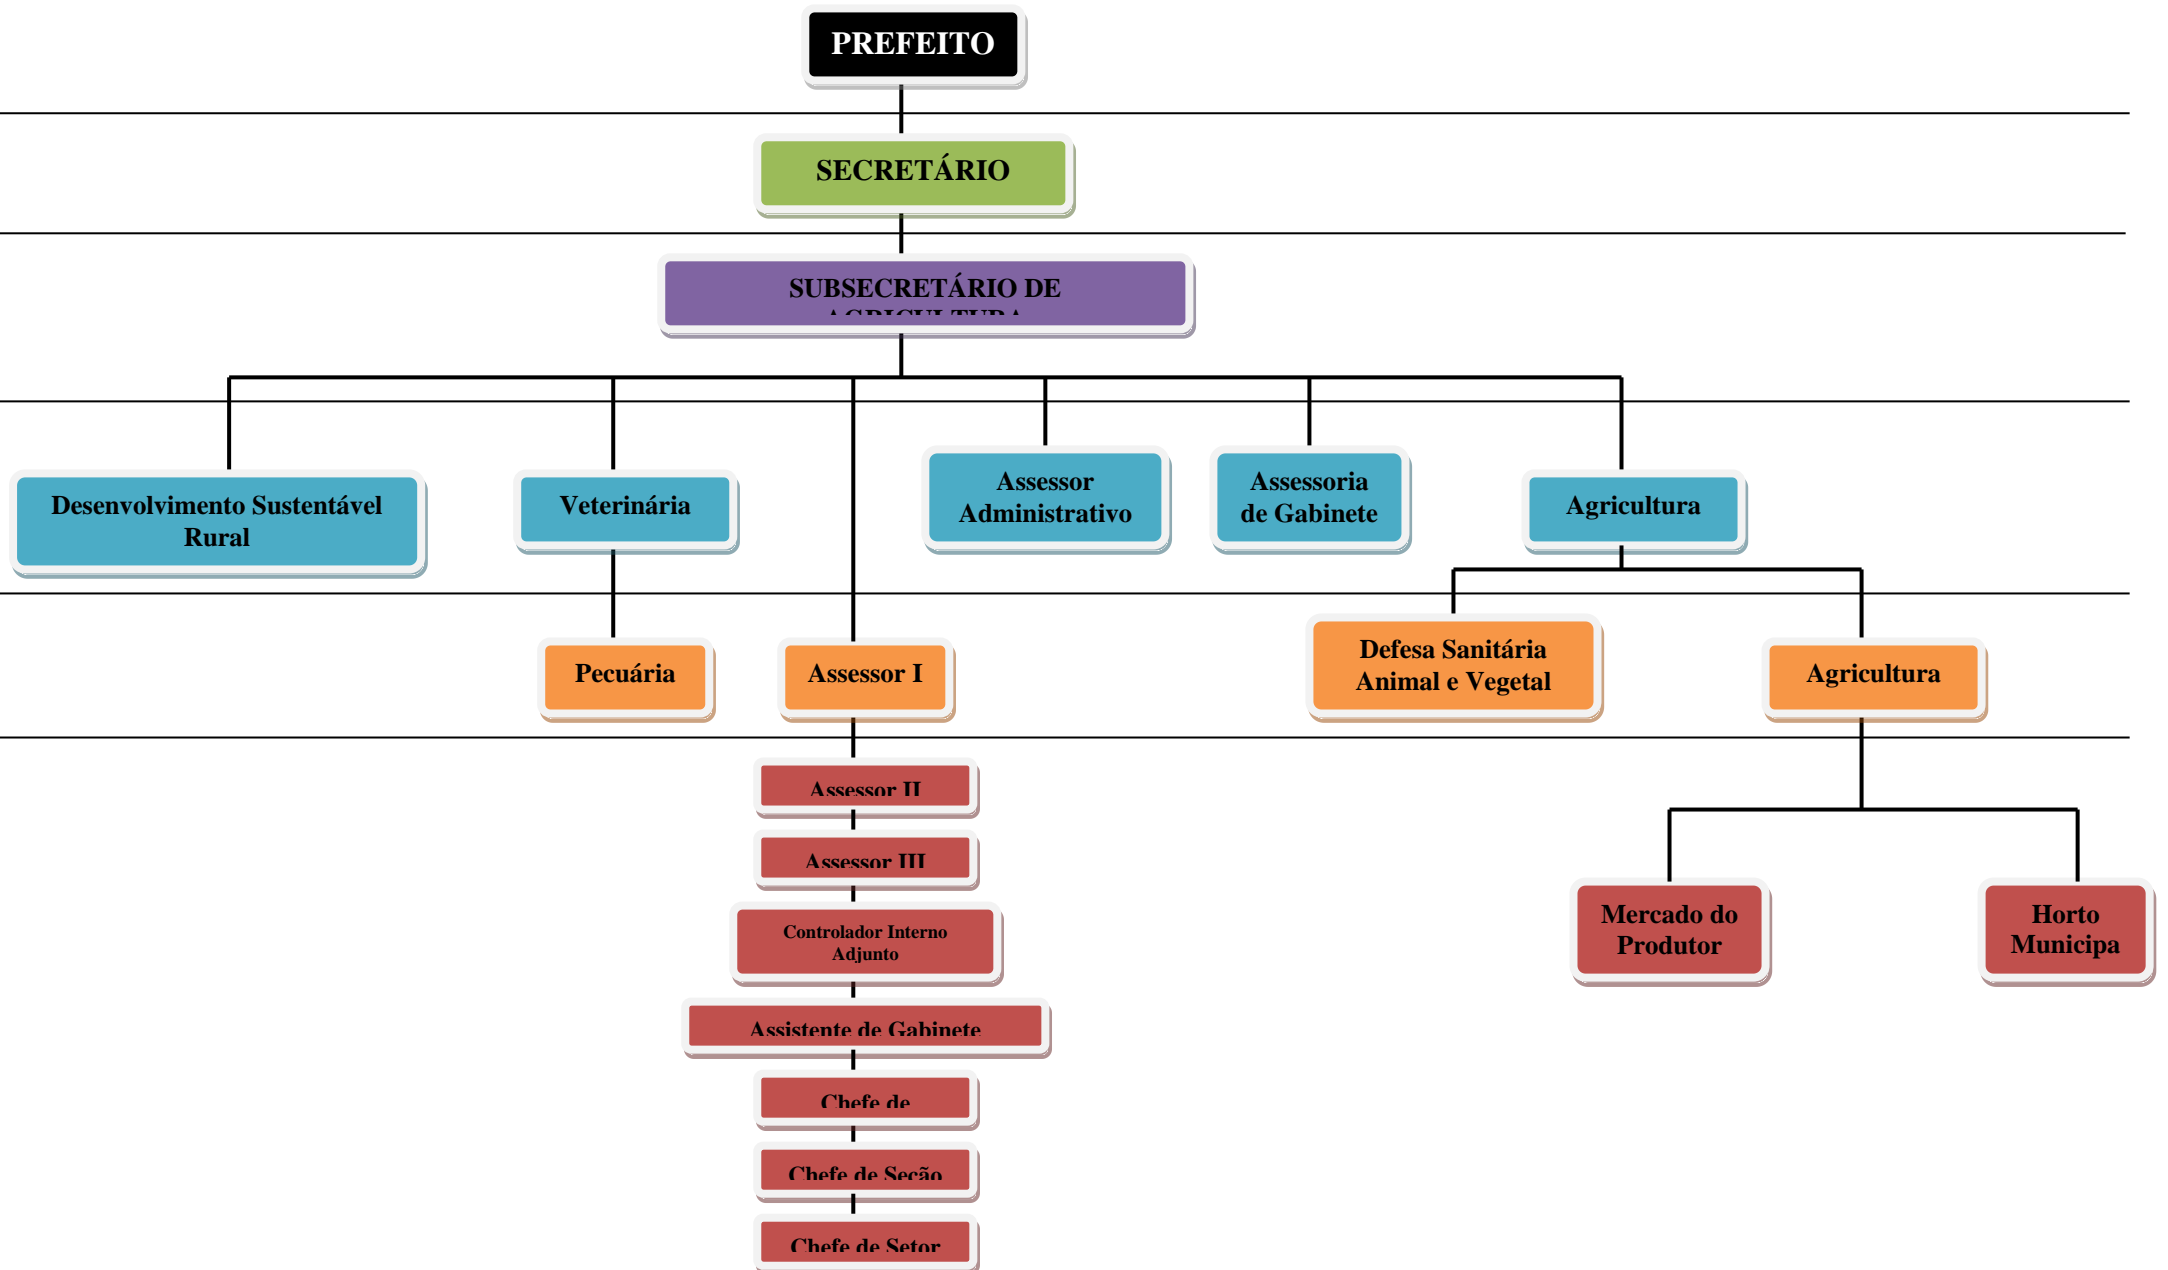 PREFEITO
SECRETÁRIO
SUBSECRETÁRIO DE
AGRICULTURA
Desenvolvimento Sustentável
Rural
Veterinária
Assessor
Administrativo
Assessoria
de Gabinete
Agricultura
Pecuária
Assessor I
Defesa Sanitária
Animal e Vegetal
Agricultura
Assessor II
Assessor III
Controlador Interno
Adjunto
Assistente de Gabinete
Chefe de
Chefe de Seção
Chefe de Setor
Mercado do
Produtor
Horto
Municipa